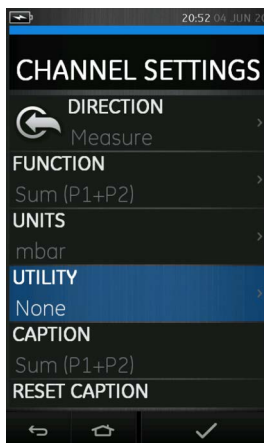 20:52 04 JUN 20
CHANNEL SETTINGS
DIRECTION
Measure
FUNCTION
Sum (P1+P2)
UNITS
mbar
UTILITY
None
CAPTION
Sum (P1+P2)
RESET CAPTION